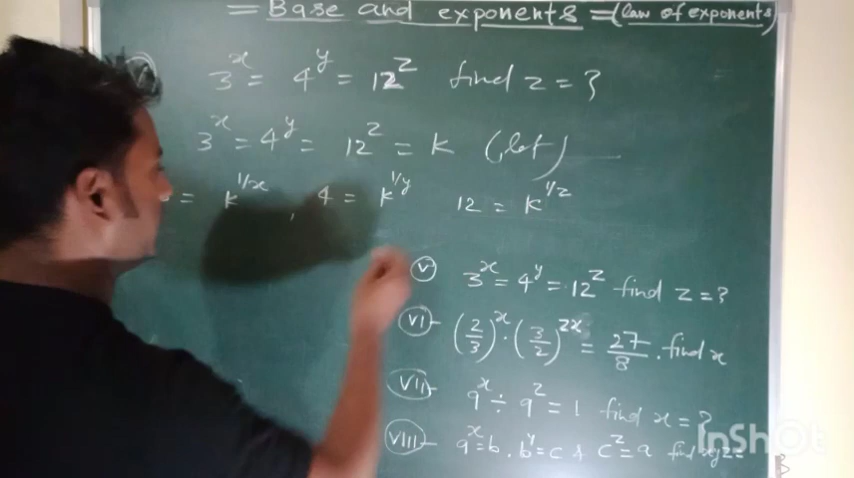 = Base and exponents = (law of exponents)
3^x = 4^y = 12^z find z = ?
3^x = 4^y = 12^z = k (let)
= k^1/x , 4 = k^1/y 12 = k^1/z
(V) 3^x = 4^y = 12^z find z = ?
(VI)- (2/3)^x · (3/2)^2x = 27/8 . find x
(VII)- 9^x ÷ 9^2 = 1 find x = ?
(VIII)- a^x = b . b^y = c & c^z = a find xyz =
InShOt